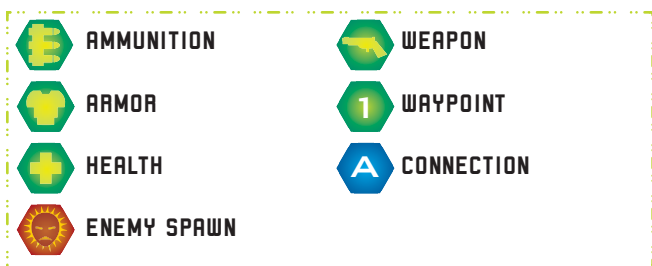 AMMUNITION
ARMOR
HEALTH
ENEMY SPAWN
WEAPON
1 WAYPOINT
A CONNECTION